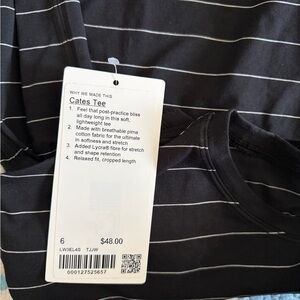 WHY WE MADE THIS
Cates Tee
1. Feel that post-practice bliss
all day long in this soft,
lightweight tee
2. Made with breathable pima
cotton fabric for the ultimate
in softness and stretch
3. Added Lycra® fibre for stretch
and shape retention
4. Relaxed fit, cropped length
6 $48.00
LW3EL4S TJJW
000127525657